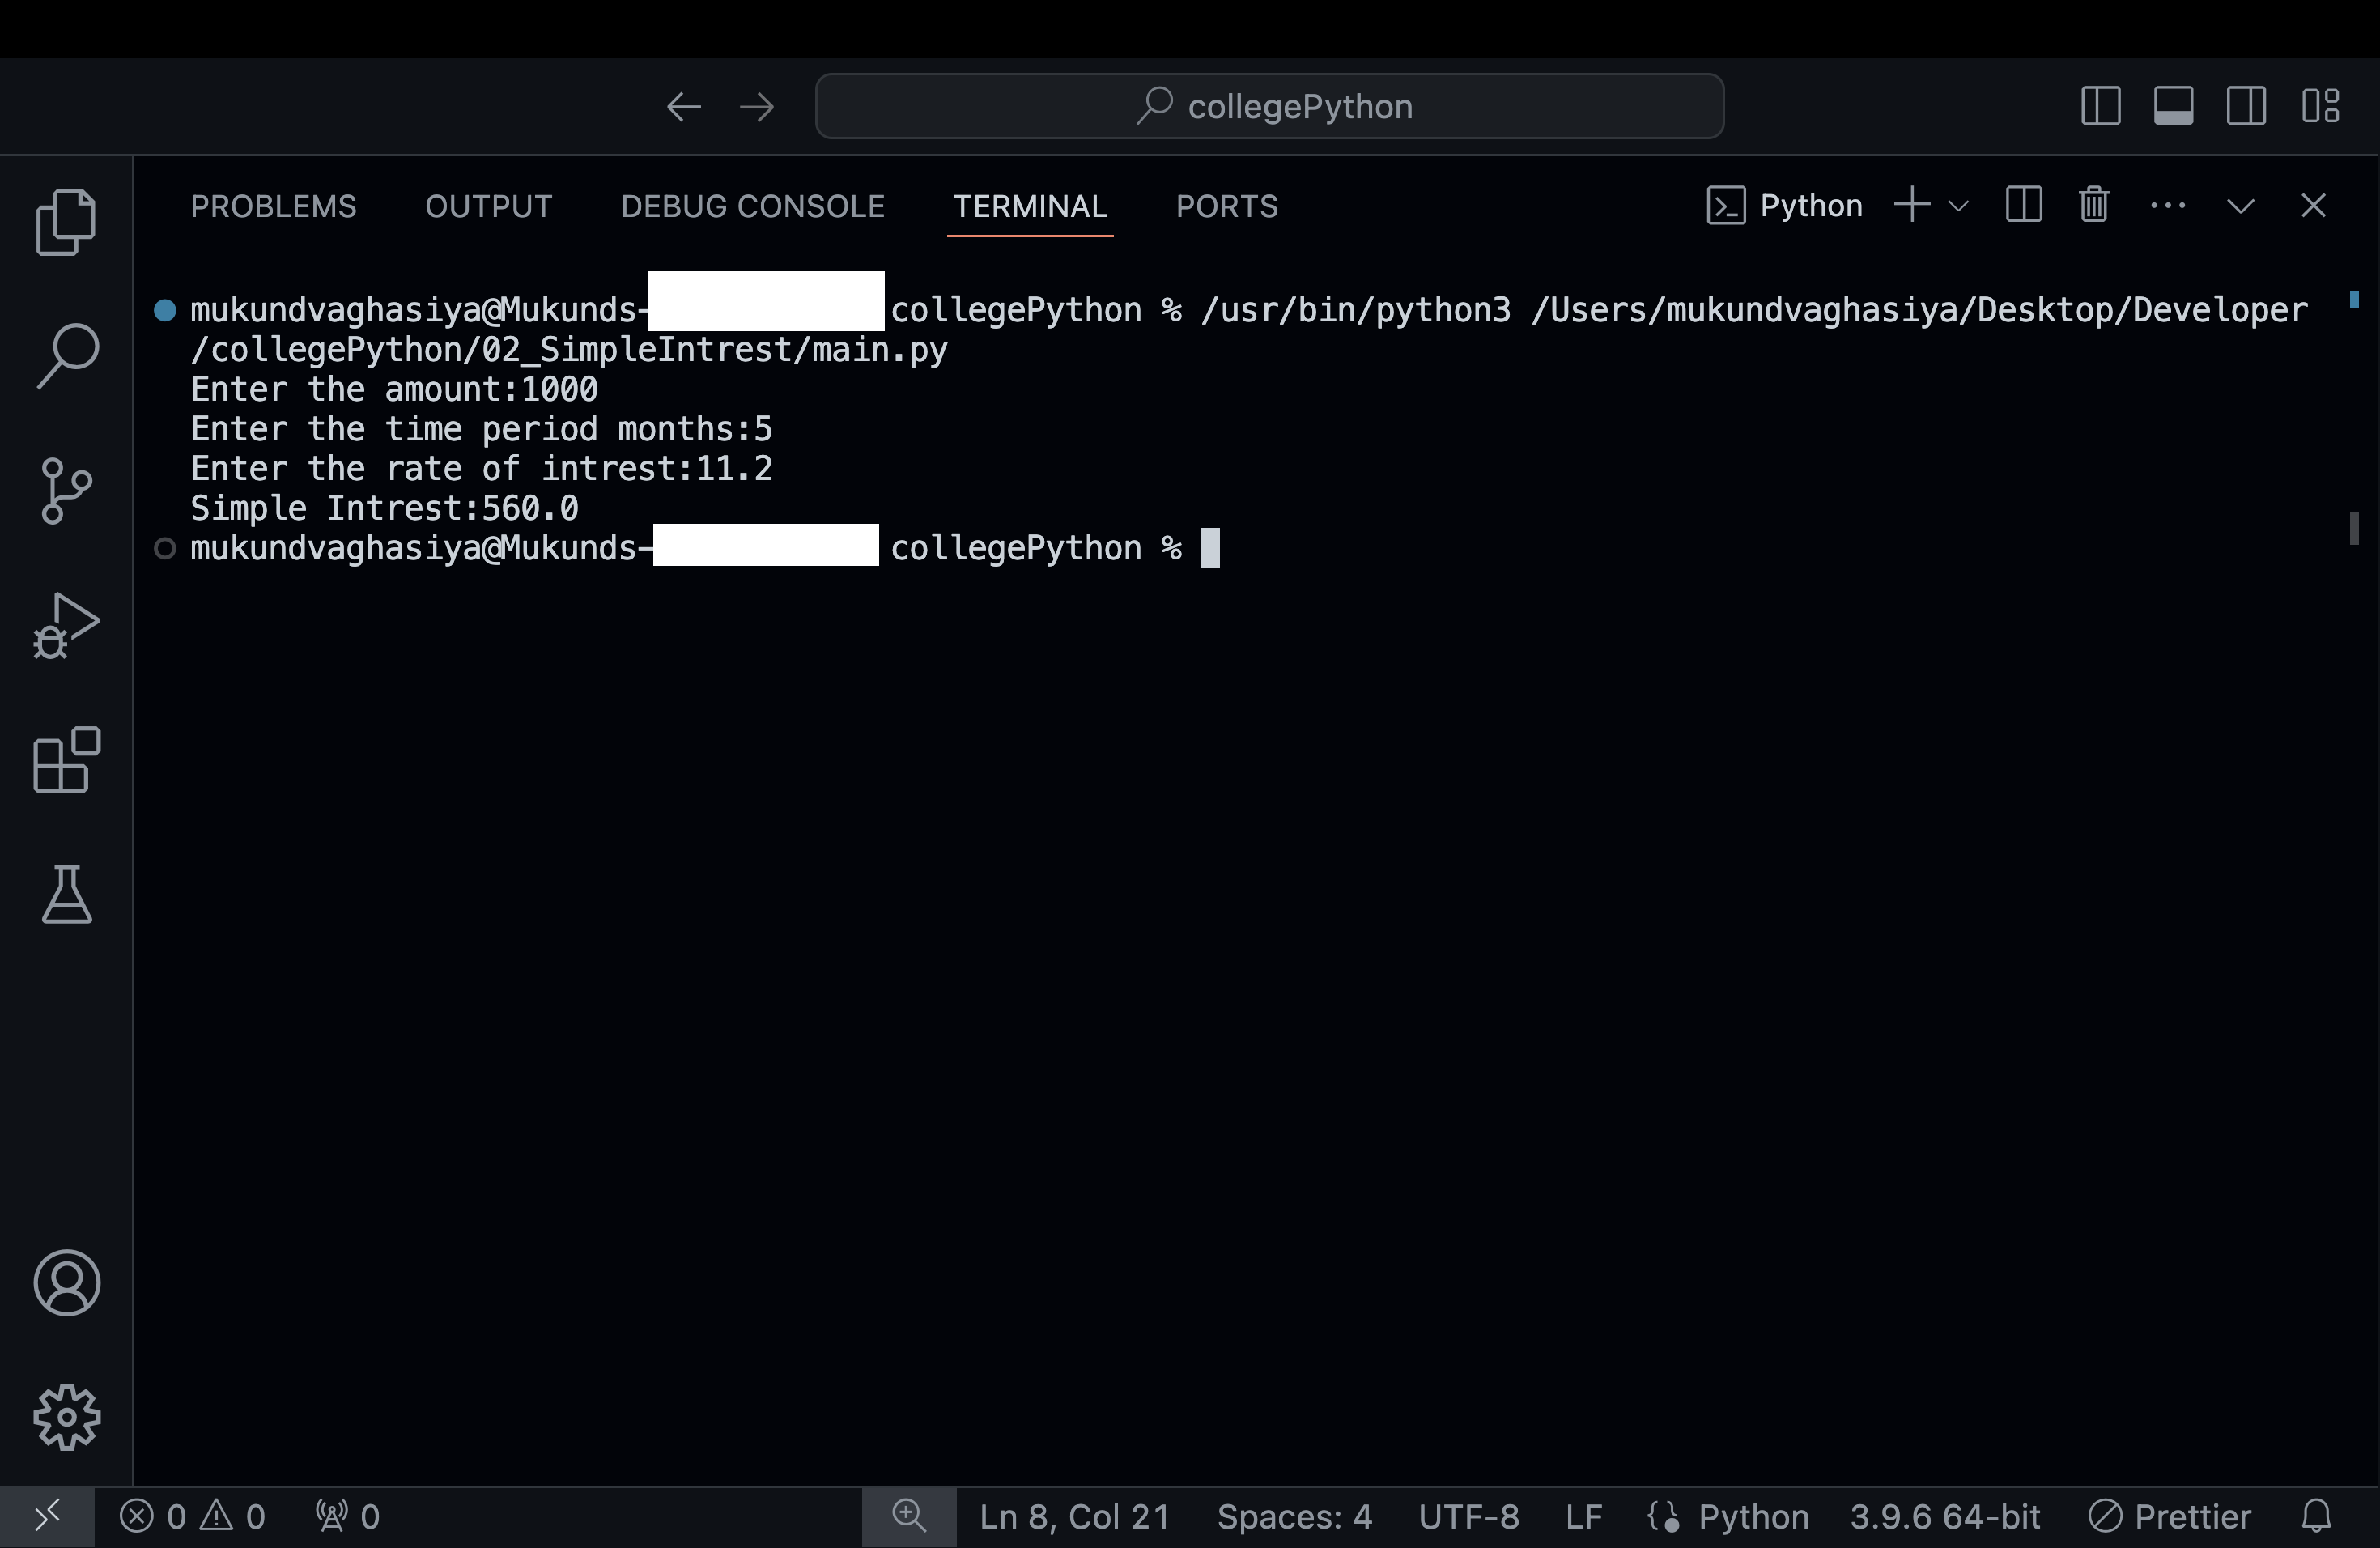 collegePython
PROBLEMS OUTPUT DEBUG CONSOLE TERMINAL PORTS Python
mukundvaghasiya@Mukunds- collegePython % /usr/bin/python3 /Users/mukundvaghasiya/Desktop/Developer
/collegePython/02_SimpleIntrest/main.py
Enter the amount:1000
Enter the time period months:5
Enter the rate of intrest:11.2
Simple Intrest:560.0
mukundvaghasiya@Mukunds- collegePython %
0 0 0 Ln 8, Col 21 Spaces: 4 UTF-8 LF Python 3.9.6 64-bit Prettier